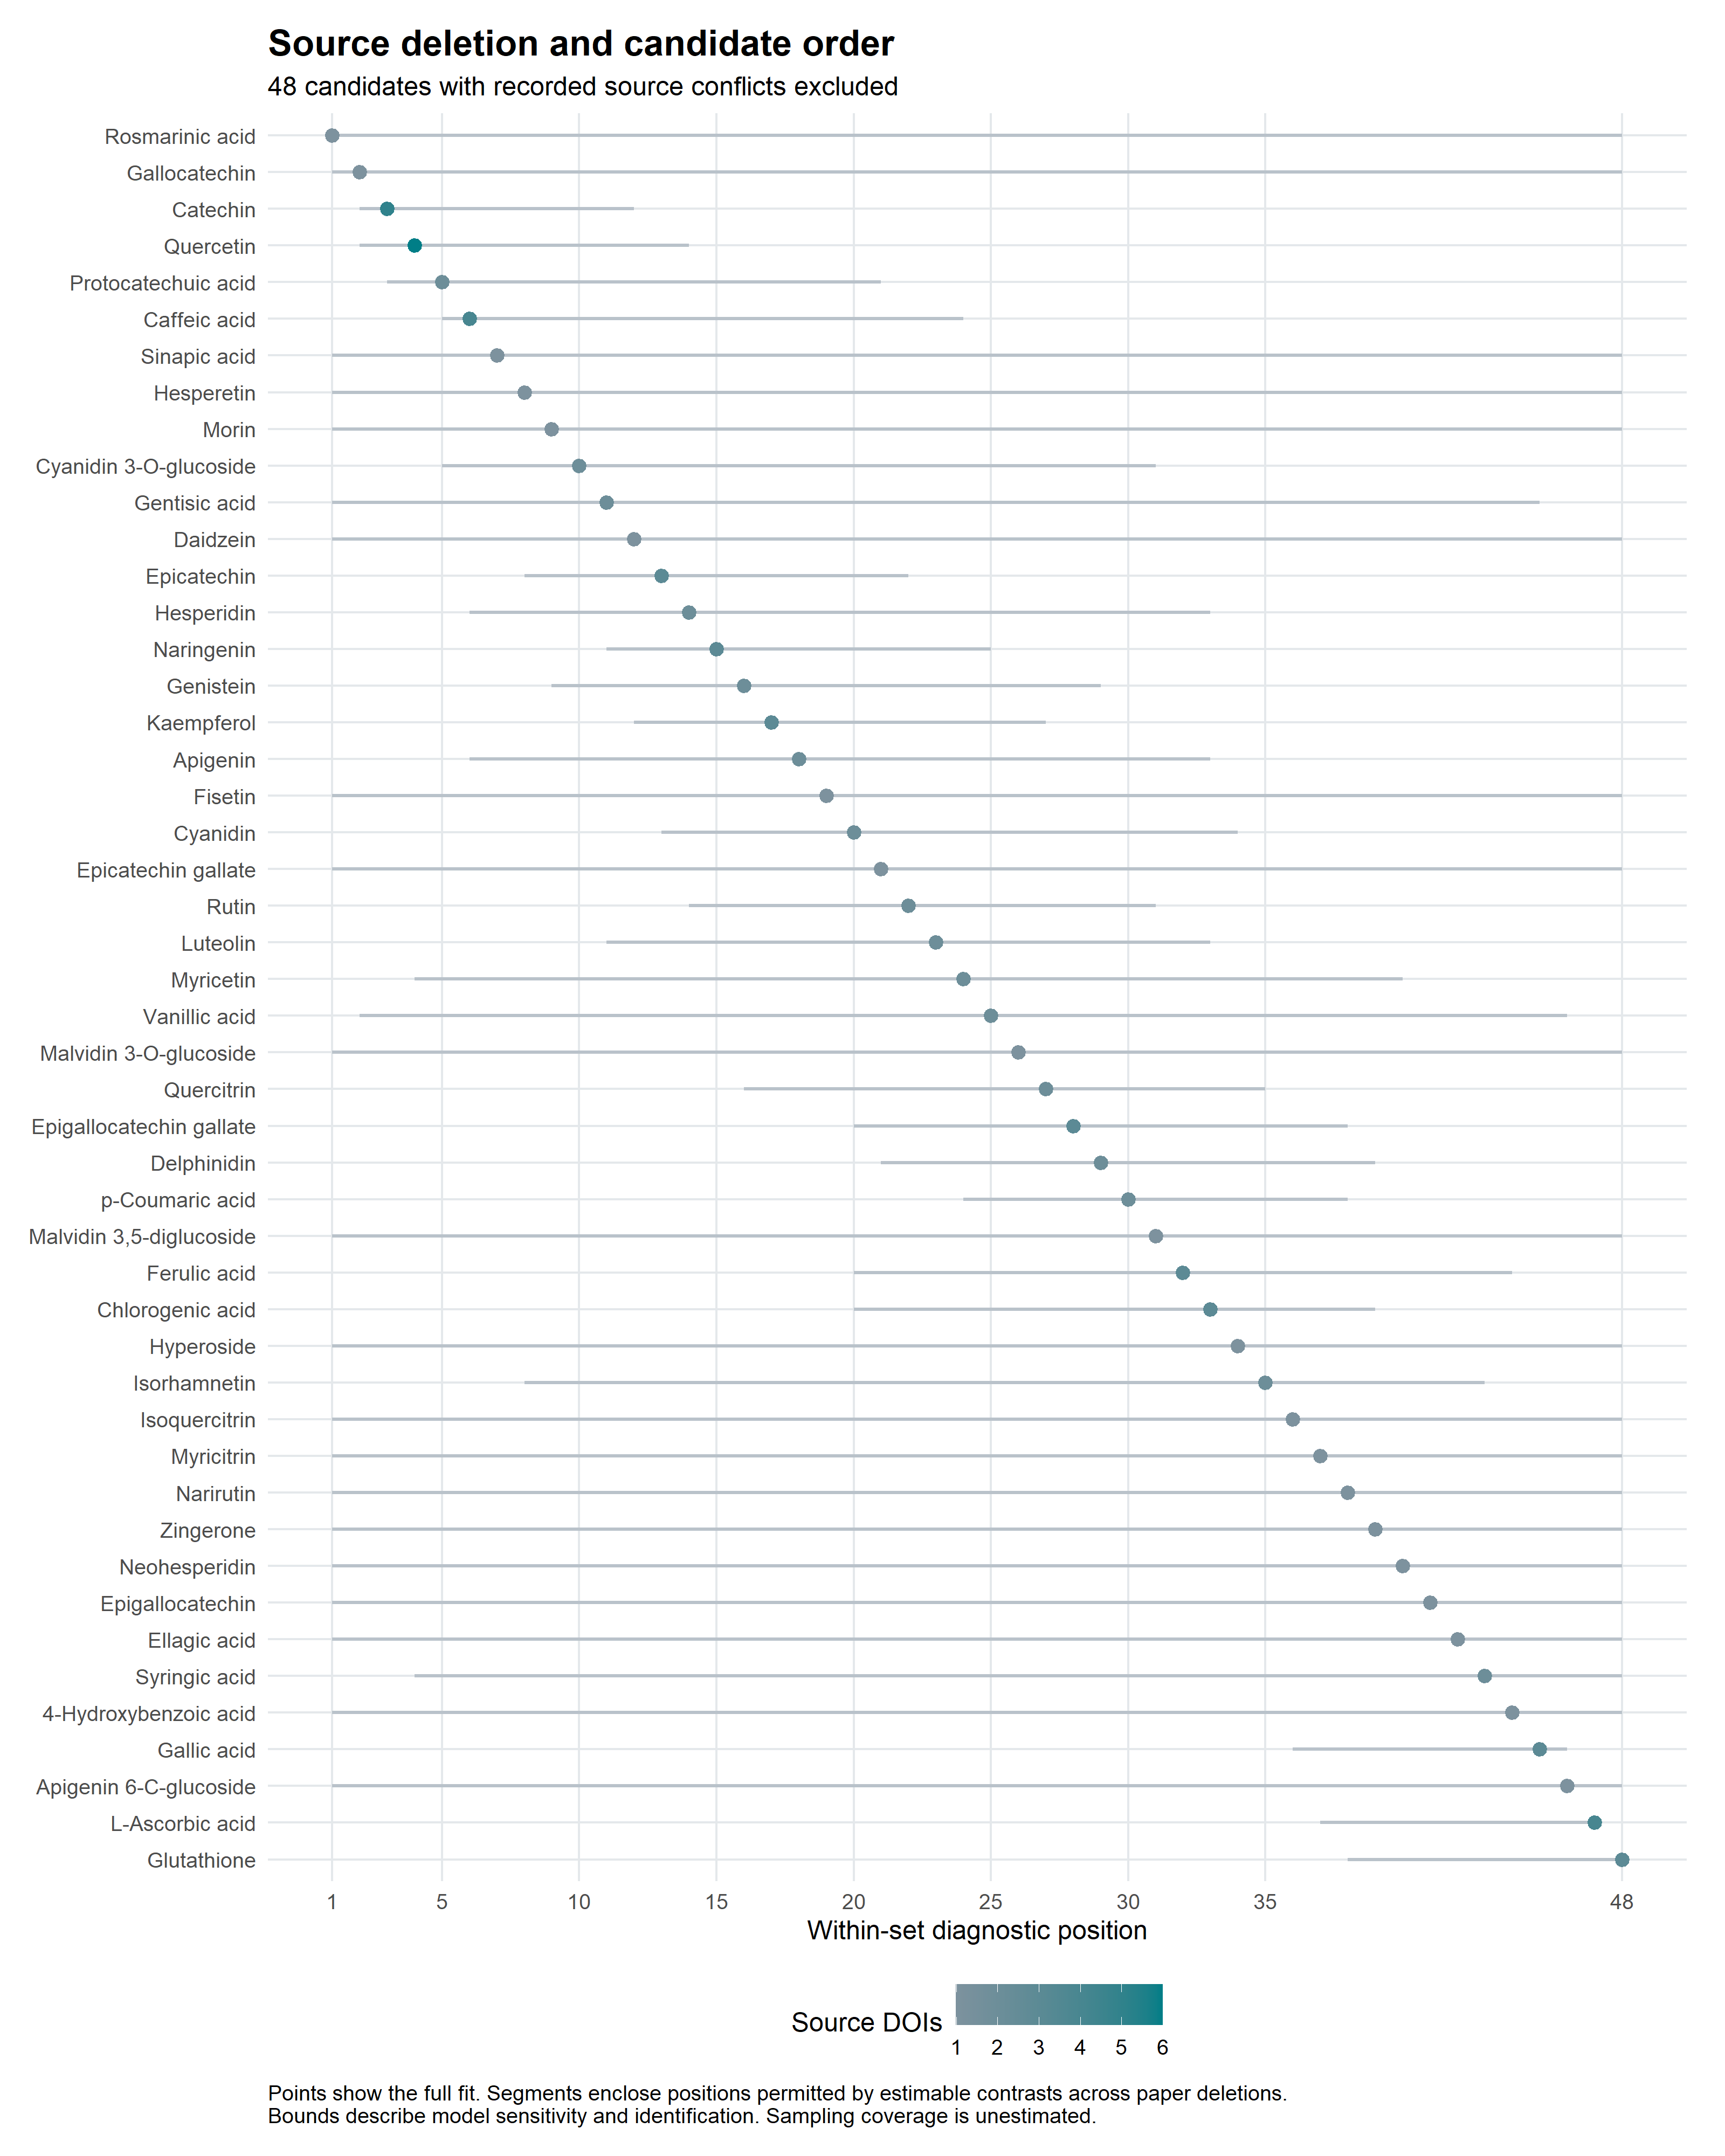 Source deletion and candidate order
48 candidates with recorded source conflicts excluded
Rosmarinic acid
Gallocatechin
Catechin
Quercetin
Protocatechuic acid
Caffeic acid
Sinapic acid
Hesperetin
Morin
Cyanidin 3-O-glucoside
Gentisic acid
Daidzein
Epicatechin
Hesperidin
Naringenin
Genistein
Kaempferol
Apigenin
Fisetin
Cyanidin
Epicatechin gallate
Rutin
Luteolin
Myricetin
Vanillic acid
Malvidin 3-O-glucoside
Quercitrin
Epigallocatechin gallate
Delphinidin
p-Coumaric acid
Malvidin 3,5-diglucoside
Ferulic acid
Chlorogenic acid
Hyperoside
Isorhamnetin
Isoquercitrin
Myricitrin
Narirutin
Zingerone
Neohesperidin
Epigallocatechin
Ellagic acid
Syringic acid
4-Hydroxybenzoic acid
Gallic acid
Apigenin 6-C-glucoside
L-Ascorbic acid
Glutathione
1 5 10 15 20 25 30 35 48
Within-set diagnostic position
Source DOIs
1 2 3 4 5 6
Points show the full fit. Segments enclose positions permitted by estimable contrasts across paper deletions.
Bounds describe model sensitivity and identification. Sampling coverage is unestimated.